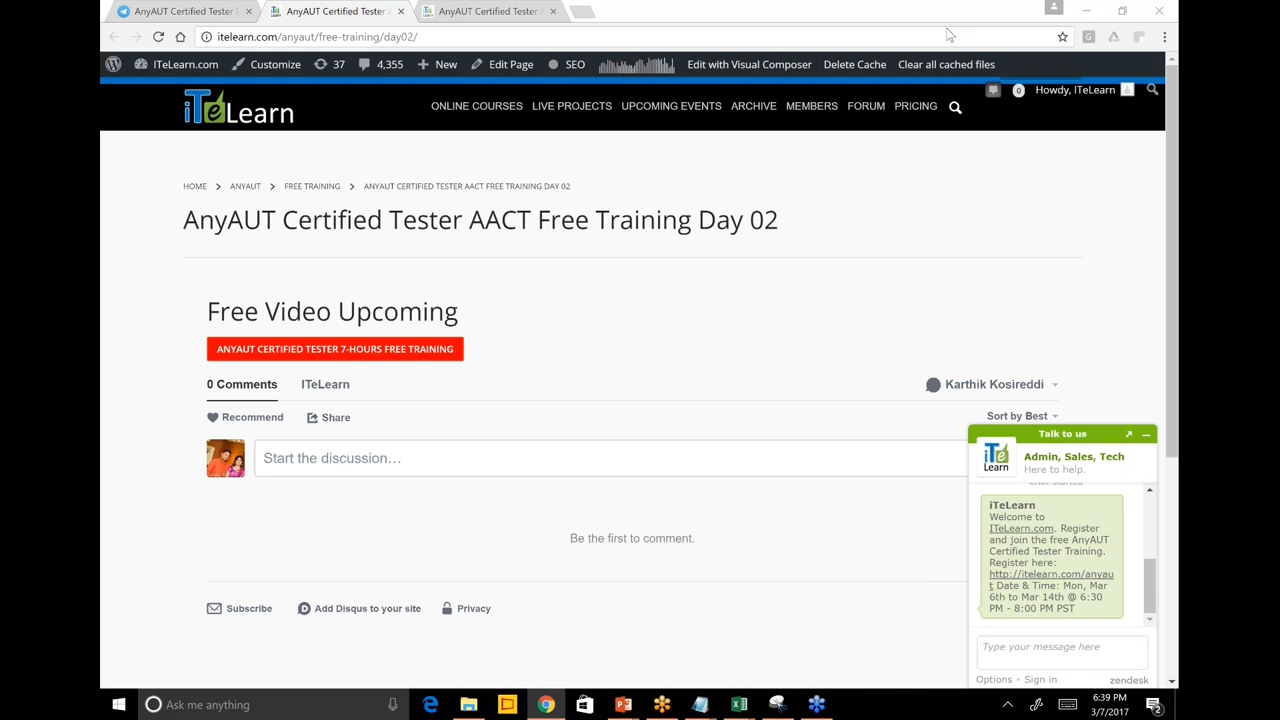 AnyAUT Certified Tester
AnyAUT Certified Tester
AnyAUT Certified Tester
itelearn.com/anyaut/free-training/day02/
ITeLearn.com Customize 37 4,355 New Edit Page SEO Edit with Visual Composer Delete Cache Clear all cached files
0 Howdy, ITeLearn
iTeLearn
ONLINE COURSES LIVE PROJECTS UPCOMING EVENTS ARCHIVE MEMBERS FORUM PRICING
HOME > ANYAUT > FREE TRAINING > ANYAUT CERTIFIED TESTER AACT FREE TRAINING DAY 02
AnyAUT Certified Tester AACT Free Training Day 02
Free Video Upcoming
ANYAUT CERTIFIED TESTER 7-HOURS FREE TRAINING
0 Comments ITeLearn Karthik Kosireddi
Recommend Share Sort by Best
Start the discussion…
Be the first to comment.
Subscribe Add Disqus to your site Privacy
Talk to us
iTe
Learn
Admin, Sales, Tech
Here to help.
Chat started
iTeLearn
Welcome to
ITeLearn.com. Register
and join the free AnyAUT
Certified Tester Training.
Register here:
http://itelearn.com/anyau
t Date & Time: Mon, Mar
6th to Mar 14th @ 6:30
PM - 8:00 PM PST
Type your message here
Options • Sign in zendesk
Ask me anything
6:39 PM
3/7/2017
2